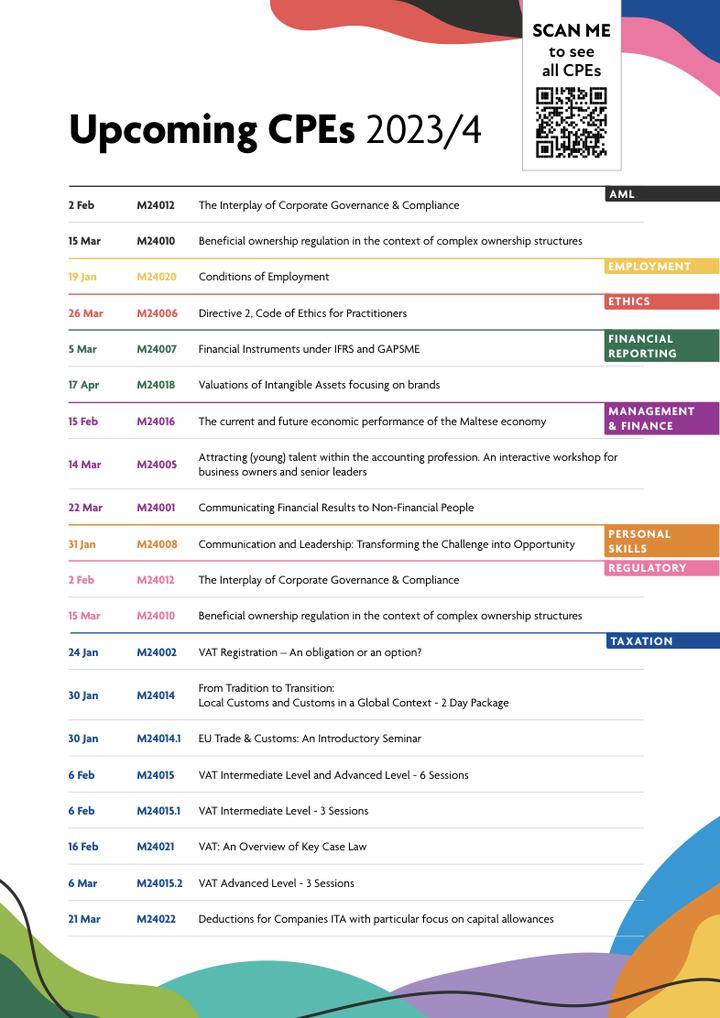 SCAN ME
to see
all CPEs
Upcoming CPEs 2023/4
AML
2 Feb M24012 The Interplay of Corporate Governance & Compliance
15 Mar M24010 Beneficial ownership regulation in the context of complex ownership structures
EMPLOYMENT
19 Jan M24020 Conditions of Employment
ETHICS
26 Mar M24006 Directive 2, Code of Ethics for Practitioners
FINANCIAL
REPORTING
5 Mar M24007 Financial Instruments under IFRS and GAPSME
17 Apr M24018 Valuations of Intangible Assets focusing on brands
MANAGEMENT
& FINANCE
15 Feb M24016 The current and future economic performance of the Maltese economy
14 Mar M24005 Attracting (young) talent within the accounting profession. An interactive workshop for
business owners and senior leaders
22 Mar M24001 Communicating Financial Results to Non-Financial People
PERSONAL
SKILLS
31 Jan M24008 Communication and Leadership: Transforming the Challenge into Opportunity
REGULATORY
2 Feb M24012 The Interplay of Corporate Governance & Compliance
15 Mar M24010 Beneficial ownership regulation in the context of complex ownership structures
TAXATION
24 Jan M24002 VAT Registration – An obligation or an option?
30 Jan M24014 From Tradition to Transition:
Local Customs and Customs in a Global Context - 2 Day Package
30 Jan M24014.1 EU Trade & Customs: An Introductory Seminar
6 Feb M24015 VAT Intermediate Level and Advanced Level - 6 Sessions
6 Feb M24015.1 VAT Intermediate Level - 3 Sessions
16 Feb M24021 VAT: An Overview of Key Case Law
6 Mar M24015.2 VAT Advanced Level - 3 Sessions
21 Mar M24022 Deductions for Companies ITA with particular focus on capital allowances